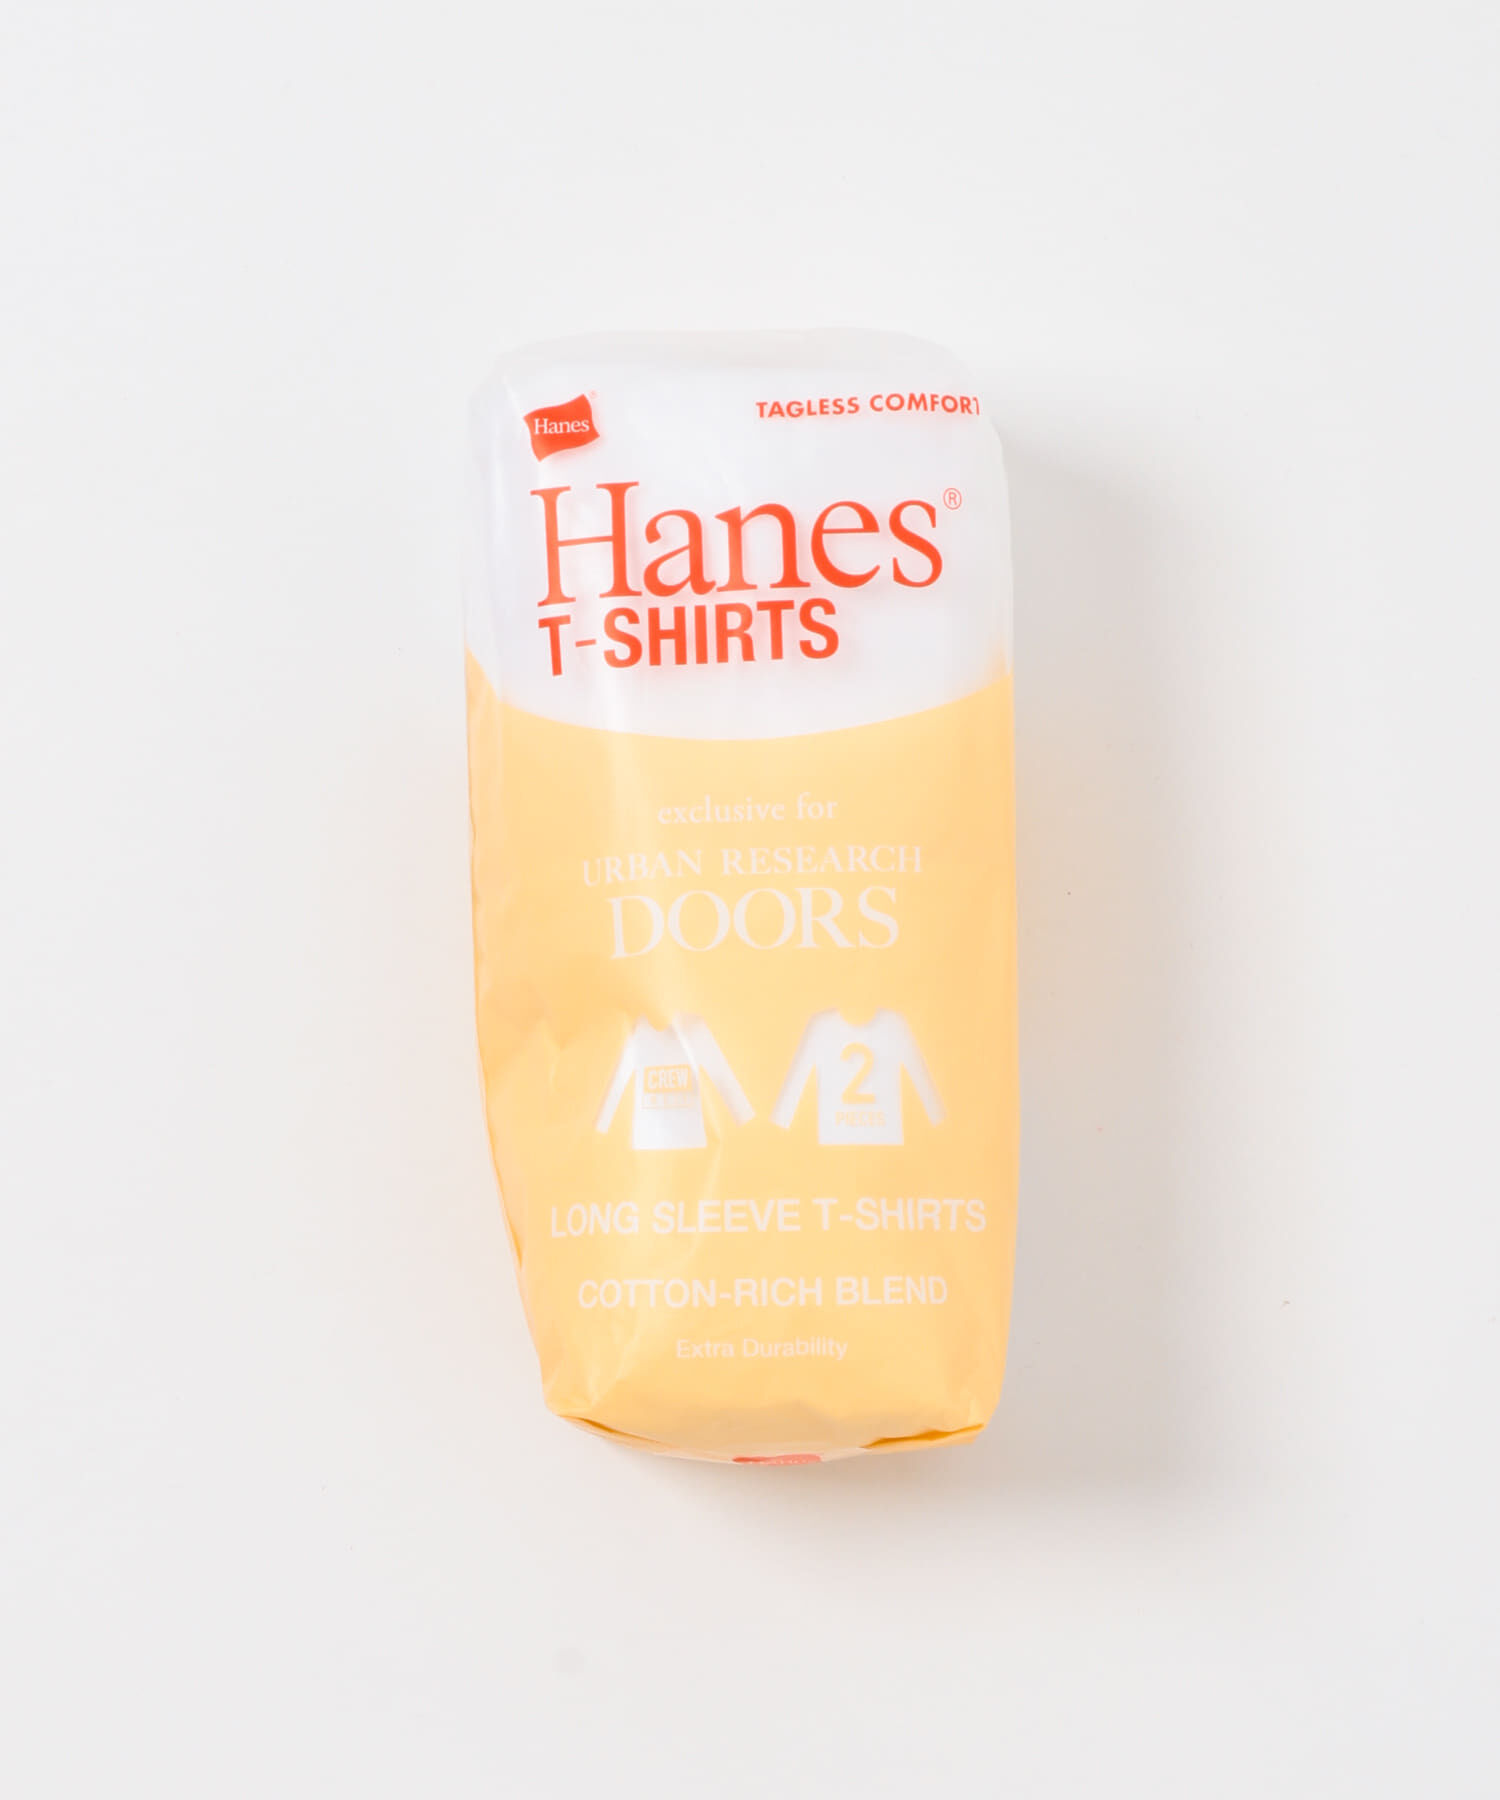 Hanes®
TAGLESS COMFORT
Hanes®
T-SHIRTS
exclusive for
URBAN RESEARCH
DOORS
CREW
2
PIECES
LONG SLEEVE T-SHIRTS
COTTON-RICH BLEND
Extra Durability